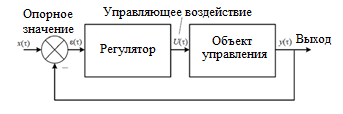 Управляющее воздействие
Опорное
значение
x(τ)
ε(τ)
Регулятор
U(τ)
Объект
управления
y(τ)
Выход
–